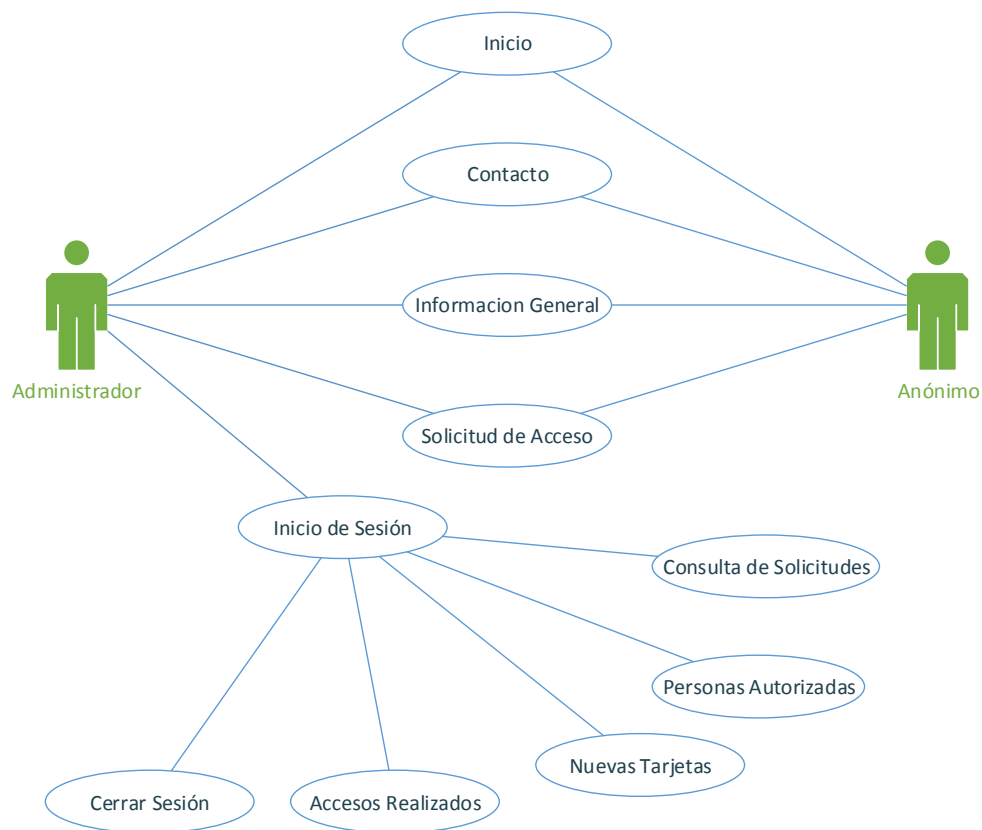 Inicio
Contacto
Informacion General
Administrador
Anónimo
Solicitud de Acceso
Inicio de Sesión
Consulta de Solicitudes
Personas Autorizadas
Nuevas Tarjetas
Cerrar Sesión
Accesos Realizados